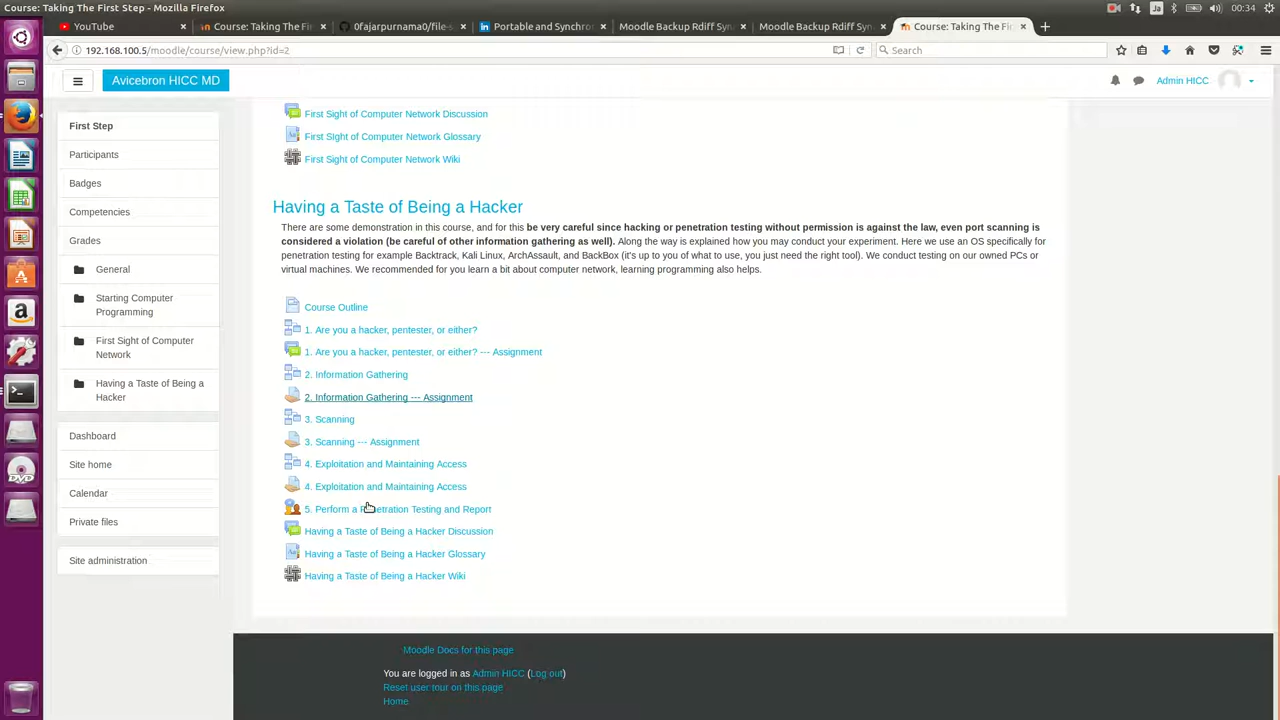 Course: Taking The First Step - Mozilla Firefox
Ja
00:34
YouTube
Course: Taking The Fir
0fajarpurnama0/file-s
Portable and Synchro
Moodle Backup Rdiff Syn
Moodle Backup Rdiff Syn
Course: Taking The Fir
192.168.100.5/moodle/course/view.php?id=2
Search
Avicebron HICC MD
Admin HICC
First Step
Participants
Badges
Competencies
Grades
General
Starting Computer
Programming
First Sight of Computer
Network
Having a Taste of Being a
Hacker
Dashboard
Site home
Calendar
Private files
Site administration
First Sight of Computer Network Discussion
First Sight of Computer Network Glossary
First Sight of Computer Network Wiki
Having a Taste of Being a Hacker
There are some demonstration in this course, and for this be very careful since hacking or penetration testing without permission is against the law, even port scanning is
considered a violation (be careful of other information gathering as well). Along the way is explained how you may conduct your experiment. Here we use an OS specifically for
penetration testing for example Backtrack, Kali Linux, ArchAssault, and BackBox (it's up to you of what to use, you just need the right tool). We conduct testing on our owned PCs or
virtual machines. We recommended for you learn a bit about computer network, learning programming also helps.
Course Outline
1. Are you a hacker, pentester, or either?
1. Are you a hacker, pentester, or either? --- Assignment
2. Information Gathering
2. Information Gathering --- Assignment
3. Scanning
3. Scanning --- Assignment
4. Exploitation and Maintaining Access
4. Exploitation and Maintaining Access
5. Perform a Penetration Testing and Report
Having a Taste of Being a Hacker Discussion
Having a Taste of Being a Hacker Glossary
Having a Taste of Being a Hacker Wiki
Moodle Docs for this page
You are logged in as Admin HICC (Log out)
Reset user tour on this page
Home